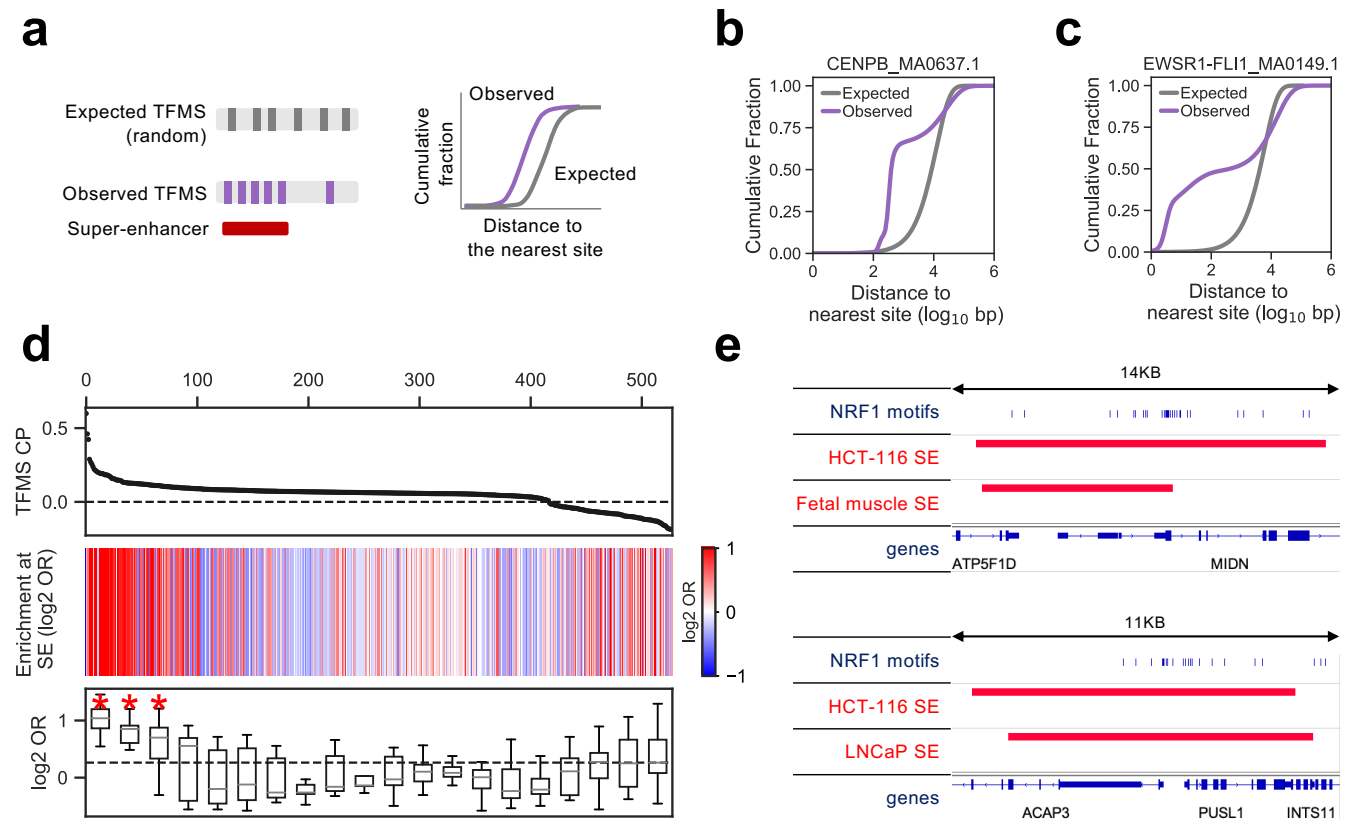 a
Expected TFMS
(random)
Observed TFMS
Super-enhancer
Observed
Expected
Cumulative
fraction
Distance to
the nearest site
b
CENPB_MA0637.1
Expected
Observed
Cumulative Fraction
1.00
0.75
0.50
0.25
0.00
0 2 4 6
Distance to
nearest site (log10 bp)
c
EWSR1-FLI1_MA0149.1
Expected
Observed
Cumulative Fraction
1.00
0.75
0.50
0.25
0.00
0 2 4 6
Distance to
nearest site (log10 bp)
d
0 100 200 300 400 500
TFMS CP
0.5
0.0
Enrichment at
SE (log2 OR)
1
0
−1
log2 OR
log2 OR
1
0
* * *
e
14KB
NRF1 motifs
HCT-116 SE
Fetal muscle SE
genes
ATP5F1D MIDN
11KB
NRF1 motifs
HCT-116 SE
LNCaP SE
genes
ACAP3 PUSL1 INTS11